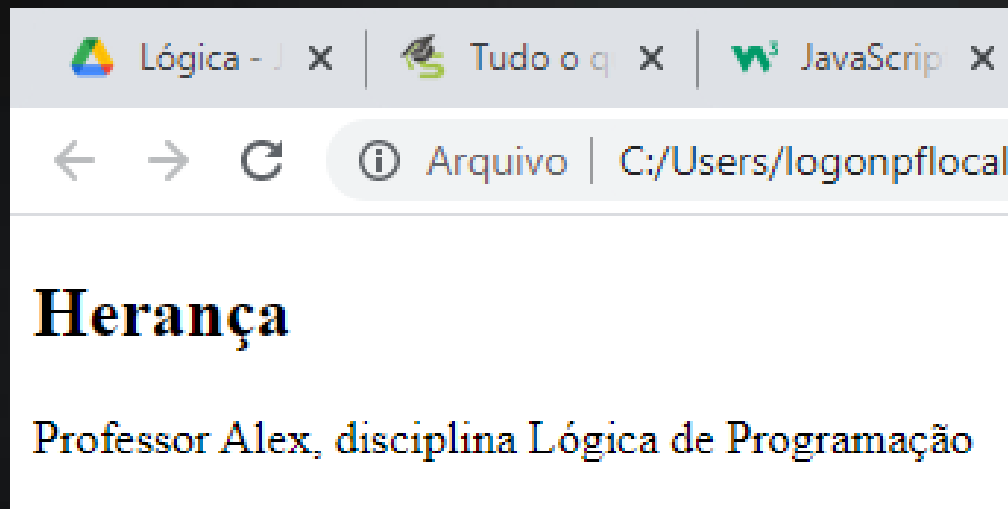 Lógica - J
Tudo o q
JavaScrip
Arquivo
C:/Users/logonpflocal
Herança
Professor Alex, disciplina Lógica de Programação